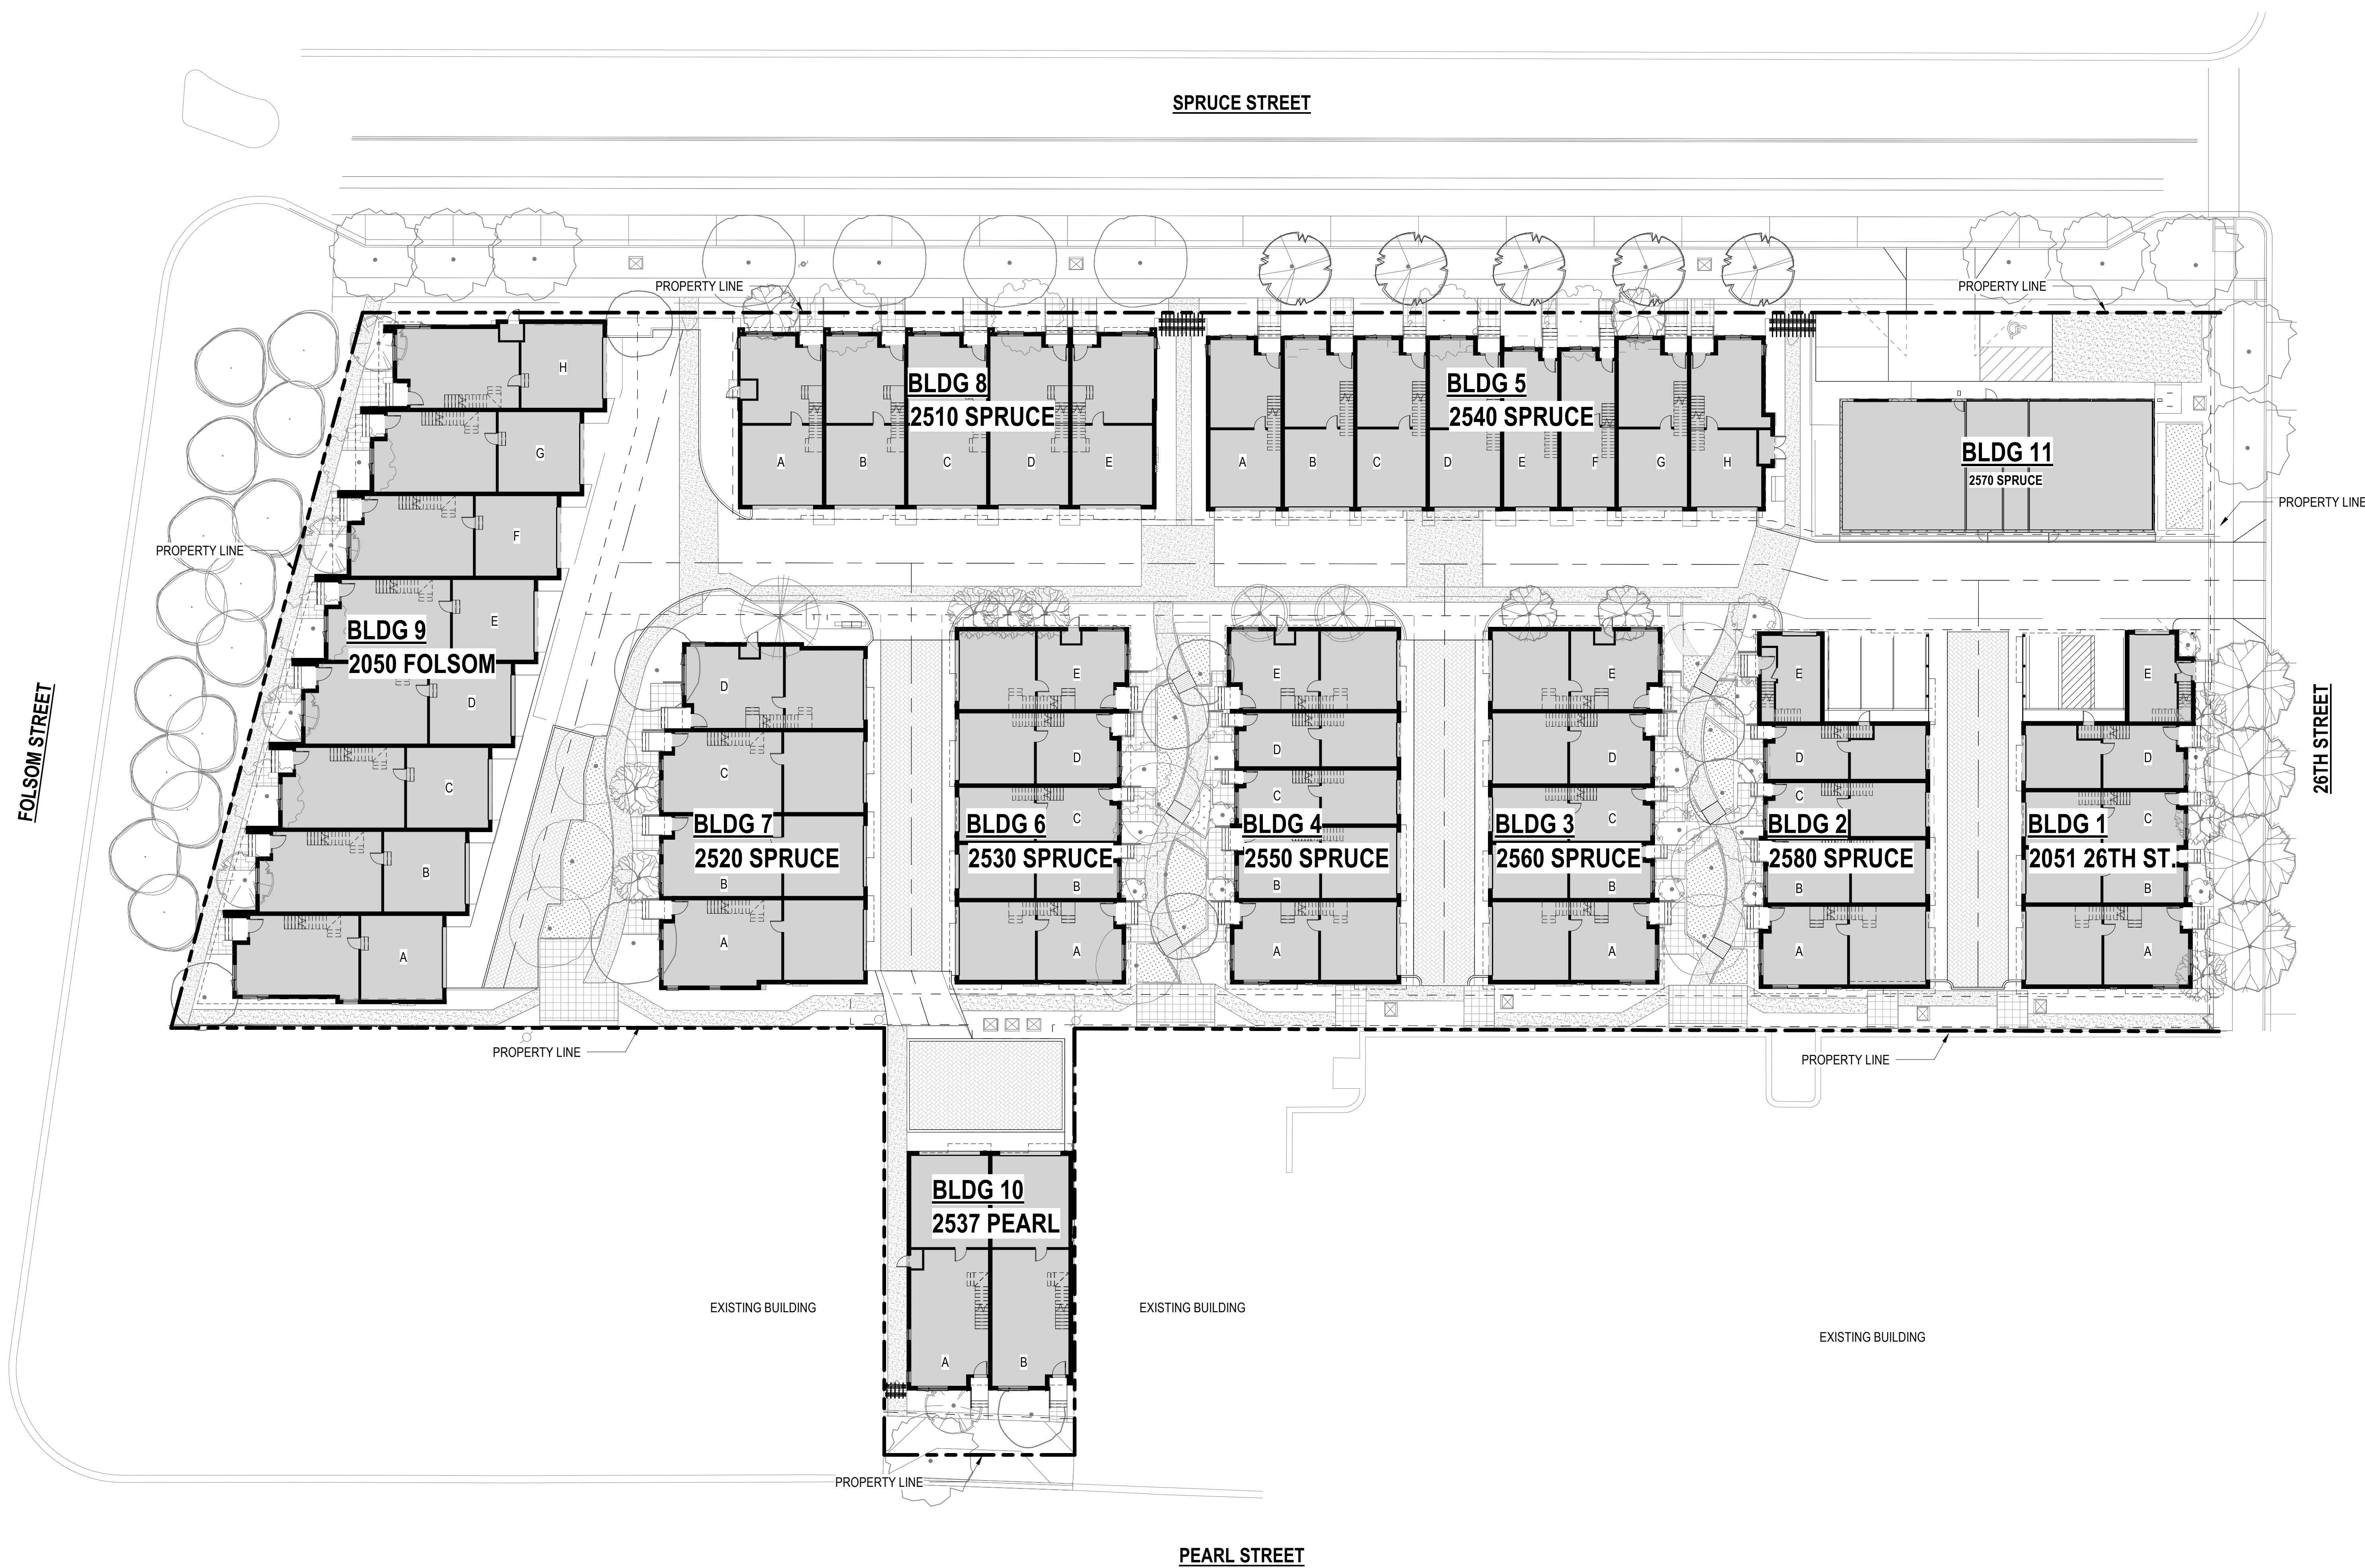 SPRUCE STREET
PROPERTY LINE
PROPERTY LINE
H
BLDG 8
2510 SPRUCE
A
B
C
D
E
BLDG 5
2540 SPRUCE
A
B
C
D
E
F
G
H
BLDG 11
2570 SPRUCE
PROPERTY LINE
G
F
PROPERTY LINE
E
BLDG 9
2050 FOLSOM
D
C
B
A
FOLSOM STREET
D
C
BLDG 7
2520 SPRUCE
B
A
E
D
BLDG 6
C
2530 SPRUCE
B
A
E
D
C
BLDG 4
2550 SPRUCE
B
A
E
D
BLDG 3
C
2560 SPRUCE
B
A
E
D
C
BLDG 2
2580 SPRUCE
B
A
E
D
BLDG 1
C
2051 26TH ST.
B
A
26TH STREET
PROPERTY LINE
PROPERTY LINE
BLDG 10
2537 PEARL
A
B
EXISTING BUILDING
EXISTING BUILDING
EXISTING BUILDING
PROPERTY LINE
PEARL STREET